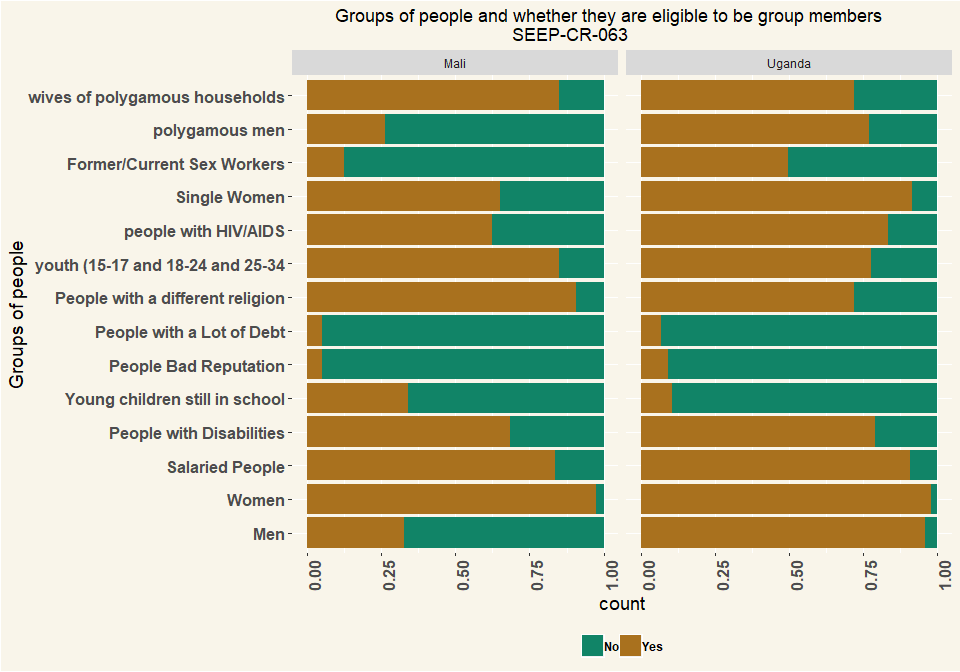 Groups of people and whether they are eligible to be group members
SEEP-CR-063
Mali
Uganda
Groups of people
wives of polygamous households
polygamous men
Former/Current Sex Workers
Single Women
people with HIV/AIDS
youth (15-17 and 18-24 and 25-34
People with a different religion
People with a Lot of Debt
People Bad Reputation
Young children still in school
People with Disabilities
Salaried People
Women
Men
0.00 0.25 0.50 0.75 1.00
0.00 0.25 0.50 0.75 1.00
count
No Yes